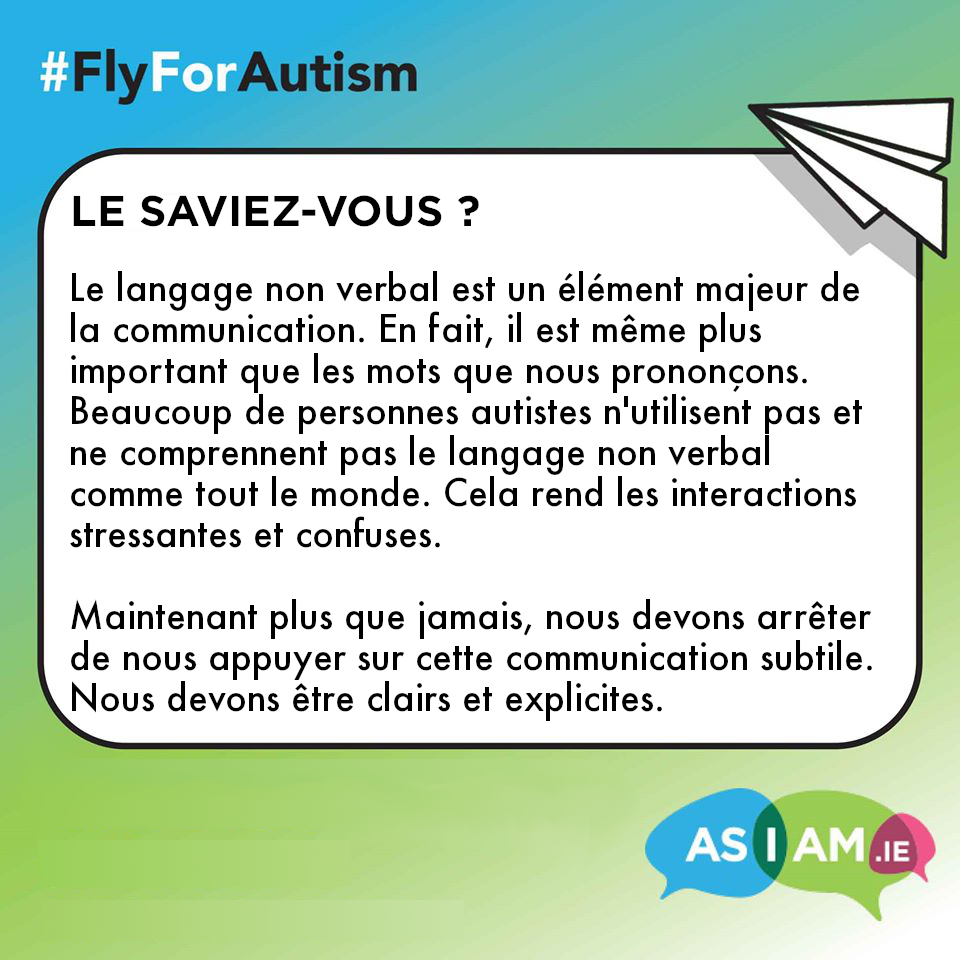 #FlyForAutism
LE SAVIEZ-VOUS ?
Le langage non verbal est un élément majeur de
la communication. En fait, il est même plus
important que les mots que nous prononçons.
Beaucoup de personnes autistes n'utilisent pas et
ne comprennent pas le langage non verbal
comme tout le monde. Cela rend les interactions
stressantes et confuses.
Maintenant plus que jamais, nous devons arrêter
de nous appuyer sur cette communication subtile.
Nous devons être clairs et explicites.
AS I AM .IE